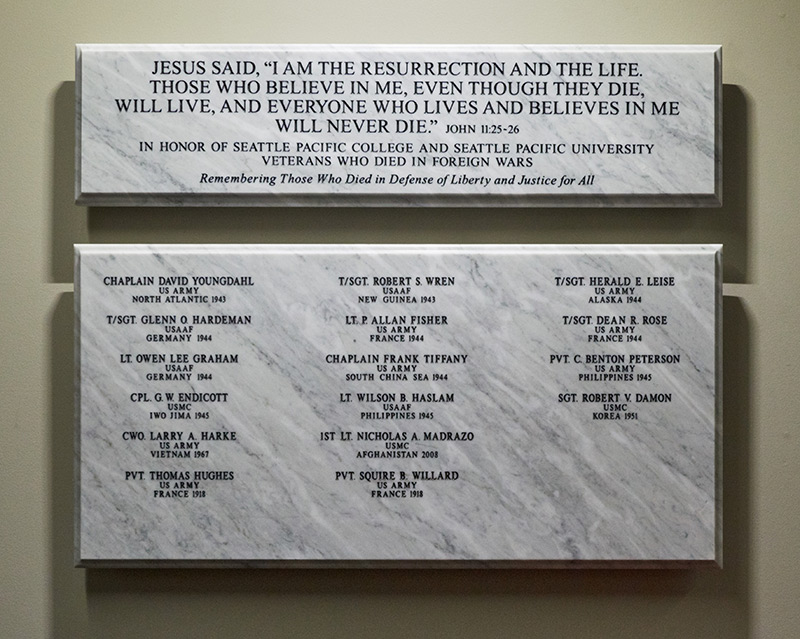 JESUS SAID, “I AM THE RESURRECTION AND THE LIFE.
THOSE WHO BELIEVE IN ME, EVEN THOUGH THEY DIE,
WILL LIVE, AND EVERYONE WHO LIVES AND BELIEVES IN ME
WILL NEVER DIE.” JOHN 11:25-26
IN HONOR OF SEATTLE PACIFIC COLLEGE AND SEATTLE PACIFIC UNIVERSITY
VETERANS WHO DIED IN FOREIGN WARS
Remembering Those Who Died in Defense of Liberty and Justice for All
CHAPLAIN DAVID YOUNGDAHL
US ARMY
NORTH ATLANTIC 1943
T/SGT. ROBERT S. WREN
USAAF
NEW GUINEA 1943
T/SGT. HERALD E. LEISE
US ARMY
ALASKA 1944
T/SGT. GLENN O. HARDEMAN
USAAF
GERMANY 1944
LT. P. ALLAN FISHER
US ARMY
FRANCE 1944
T/SGT. DEAN R. ROSE
US ARMY
FRANCE 1944
LT. OWEN LEE GRAHAM
USAAF
GERMANY 1944
CHAPLAIN FRANK TIFFANY
US ARMY
SOUTH CHINA SEA 1944
PVT. C. BENTON PETERSON
US ARMY
PHILIPPINES 1945
CPL. G.W. ENDICOTT
USMC
IWO JIMA 1945
LT. WILSON B. HASLAM
USAAF
PHILIPPINES 1945
SGT. ROBERT V. DAMON
USMC
KOREA 1951
CWO. LARRY A. HARKE
US ARMY
VIETNAM 1967
1ST LT. NICHOLAS A. MADRAZO
USMC
AFGHANISTAN 2008
PVT. THOMAS HUGHES
US ARMY
FRANCE 1918
PVT. SQUIRE B. WILLARD
US ARMY
FRANCE 1918